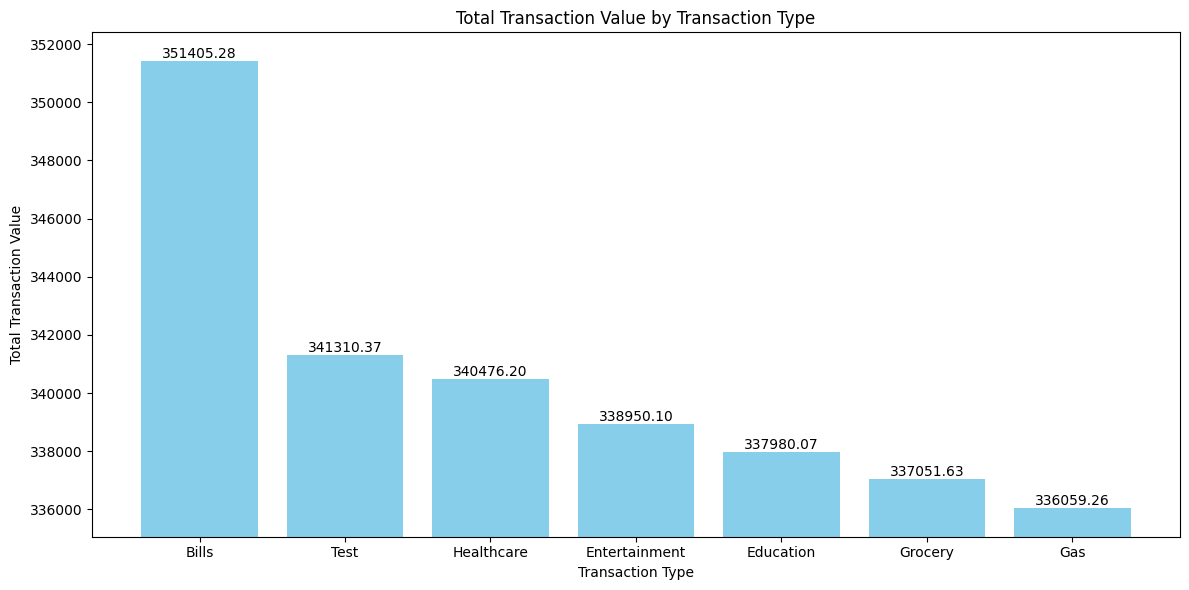 Total Transaction Value by Transaction Type
Total Transaction Value
352000
350000
348000
346000
344000
342000
340000
338000
336000
351405.28
341310.37
340476.20
338950.10
337980.07
337051.63
336059.26
Bills
Test
Healthcare
Entertainment
Education
Grocery
Gas
Transaction Type